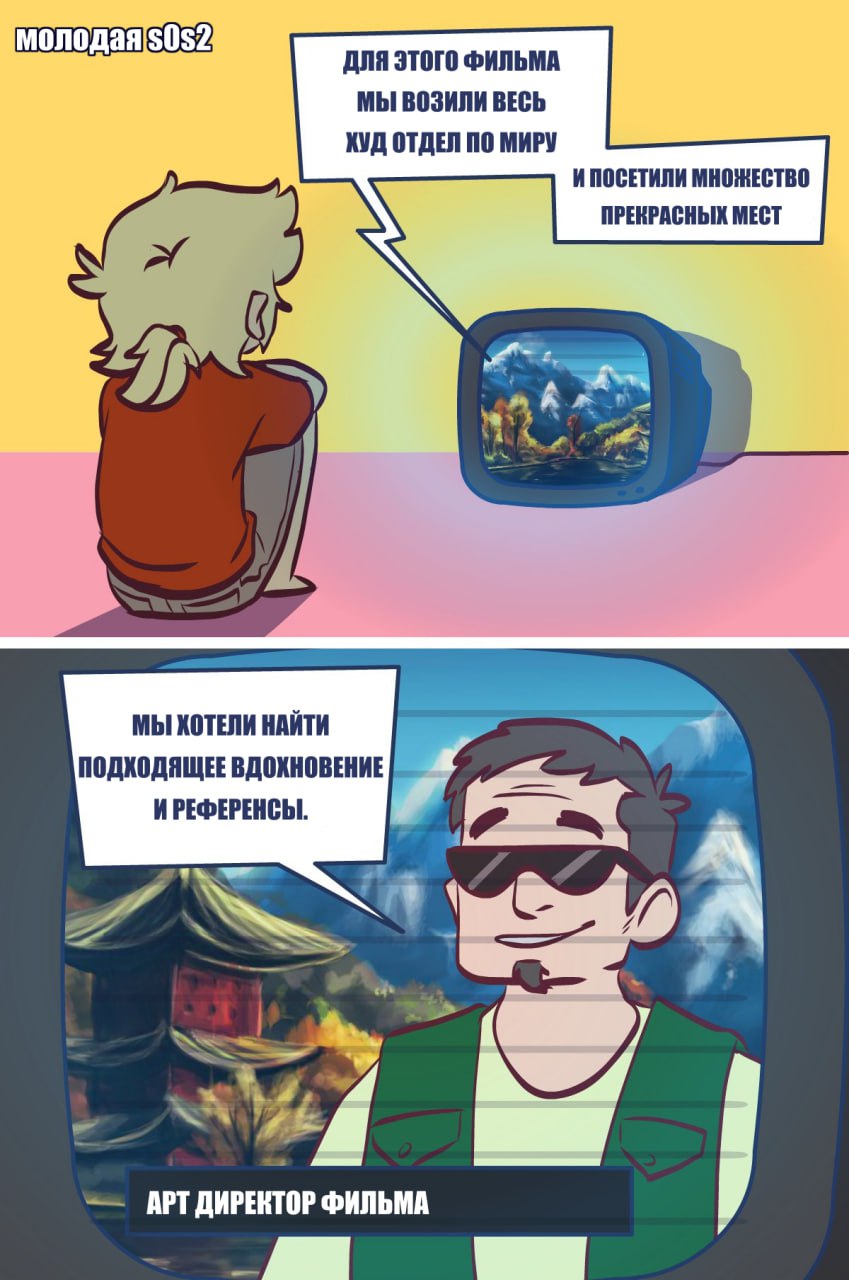 молодая s0s2
ДЛЯ ЭТОГО ФИЛЬМА
МЫ ВОЗИЛИ ВЕСЬ
ХУД ОТДЕЛ ПО МИРУ
И ПОСЕТИЛИ МНОЖЕСТВО
ПРЕКРАСНЫХ МЕСТ
МЫ ХОТЕЛИ НАЙТИ
ПОДХОДЯЩЕЕ ВДОХНОВЕНИЕ
И РЕФЕРЕНСЫ.
АРТ ДИРЕКТОР ФИЛЬМА